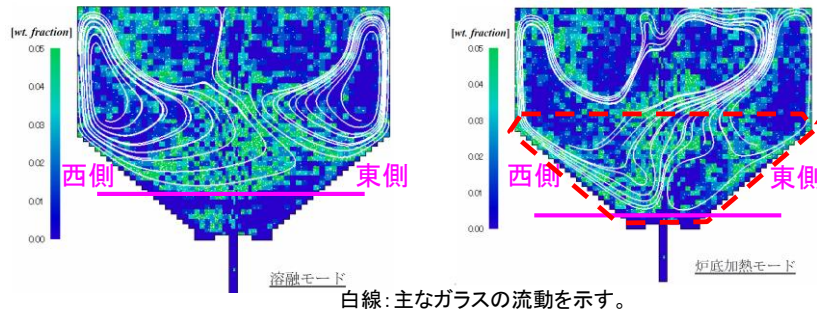 [wt. fraction]
0.05
0.04
0.03
0.02
0.01
0.00
西側
東側
溶融モード
[wt. fraction]
0.05
0.04
0.03
0.02
0.01
0.00
西側
東側
炉底加熱モード
白線:主なガラスの流動を示す。